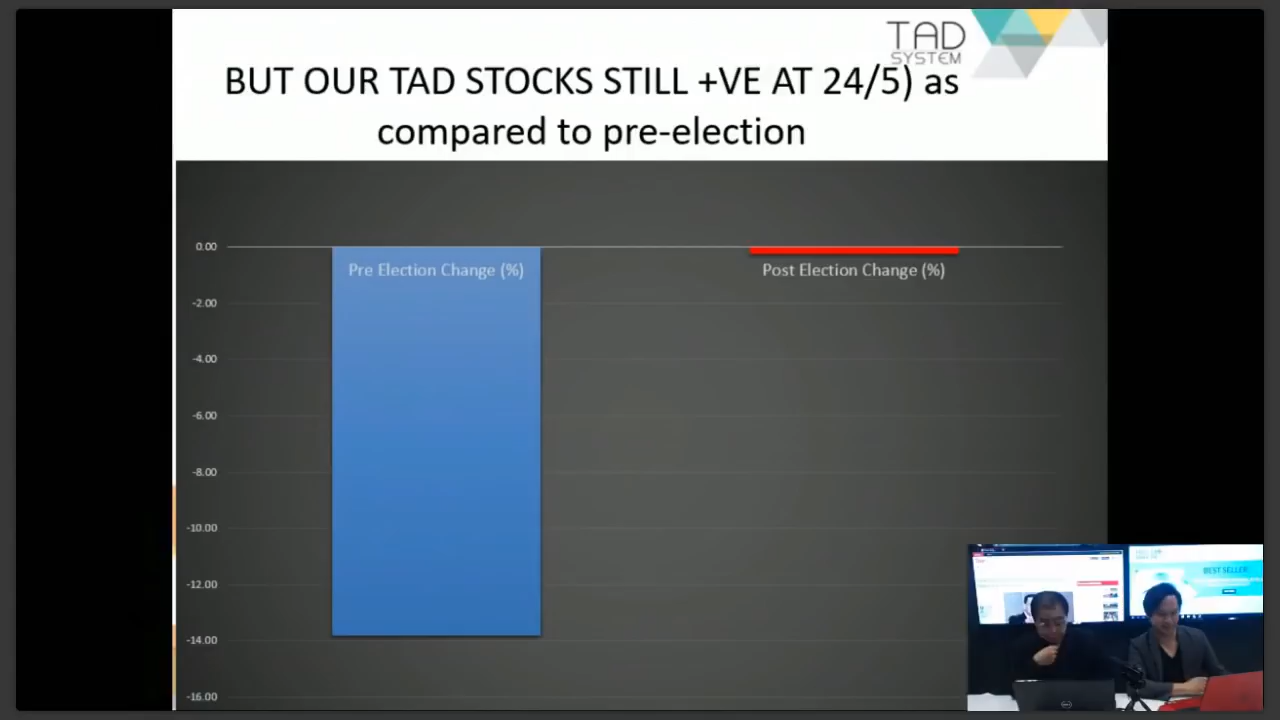 TAD
SYSTEM
BUT OUR TAD STOCKS STILL +VE AT 24/5) as
compared to pre-election
0.00
Pre Election Change (%)
Post Election Change (%)
-2.00
-4.00
-6.00
-8.00
-10.00
-12.00
-14.00
-16.00
BEST SELLER